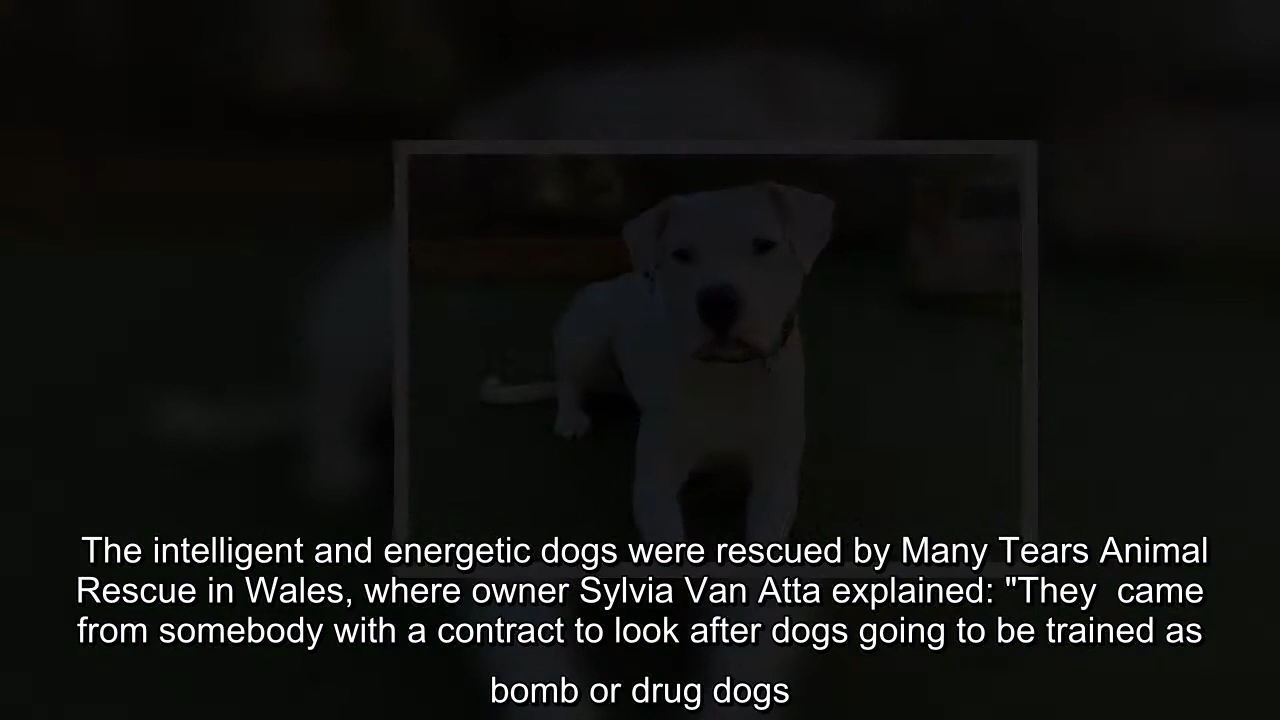 The intelligent and energetic dogs were rescued by Many Tears Animal
Rescue in Wales, where owner Sylvia Van Atta explained: "They  came
from somebody with a contract to look after dogs going to be trained as
bomb or drug dogs